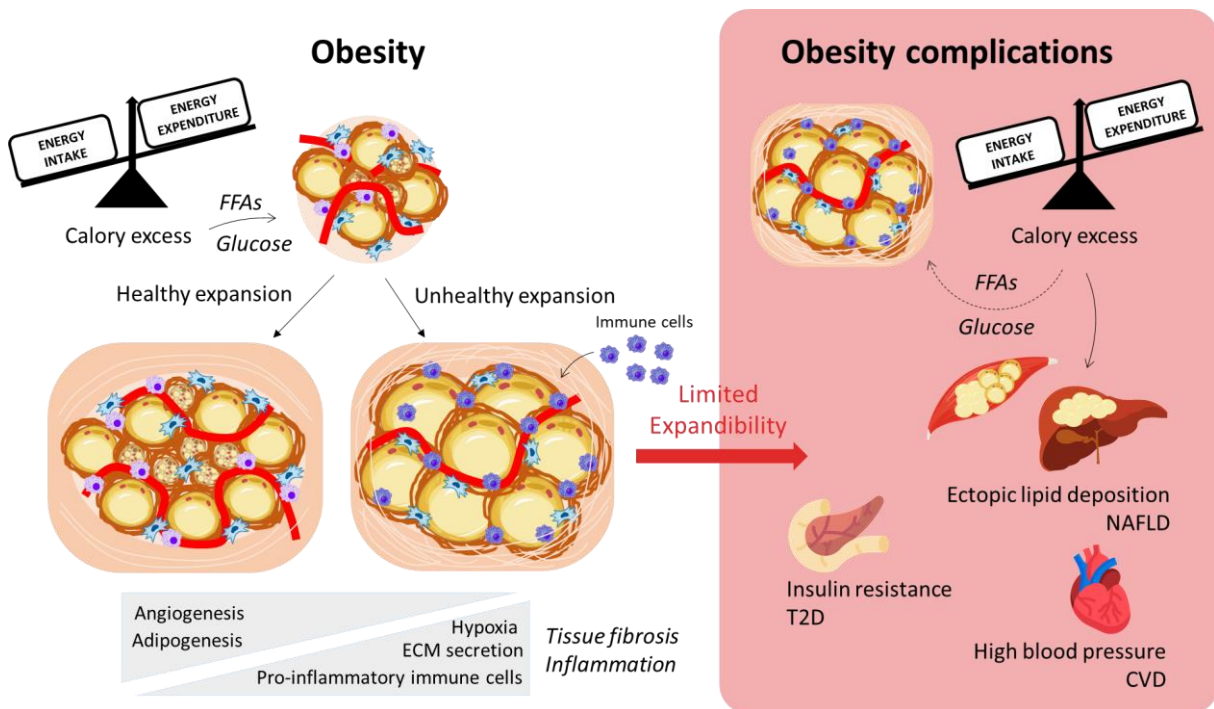 Obesity
ENERGY
INTAKE
ENERGY
EXPENDITURE
Calory excess
FFAs
Glucose
Healthy expansion
Unhealthy expansion
Immune cells
Angiogenesis
Adipogenesis
Hypoxia
ECM secretion
Pro-inflammatory immune cells
Tissue fibrosis
Inflammation
Limited
Expandibility
Obesity complications
ENERGY
INTAKE
ENERGY
EXPENDITURE
Calory excess
FFAs
Glucose
Ectopic lipid deposition
NAFLD
Insulin resistance
T2D
High blood pressure
CVD